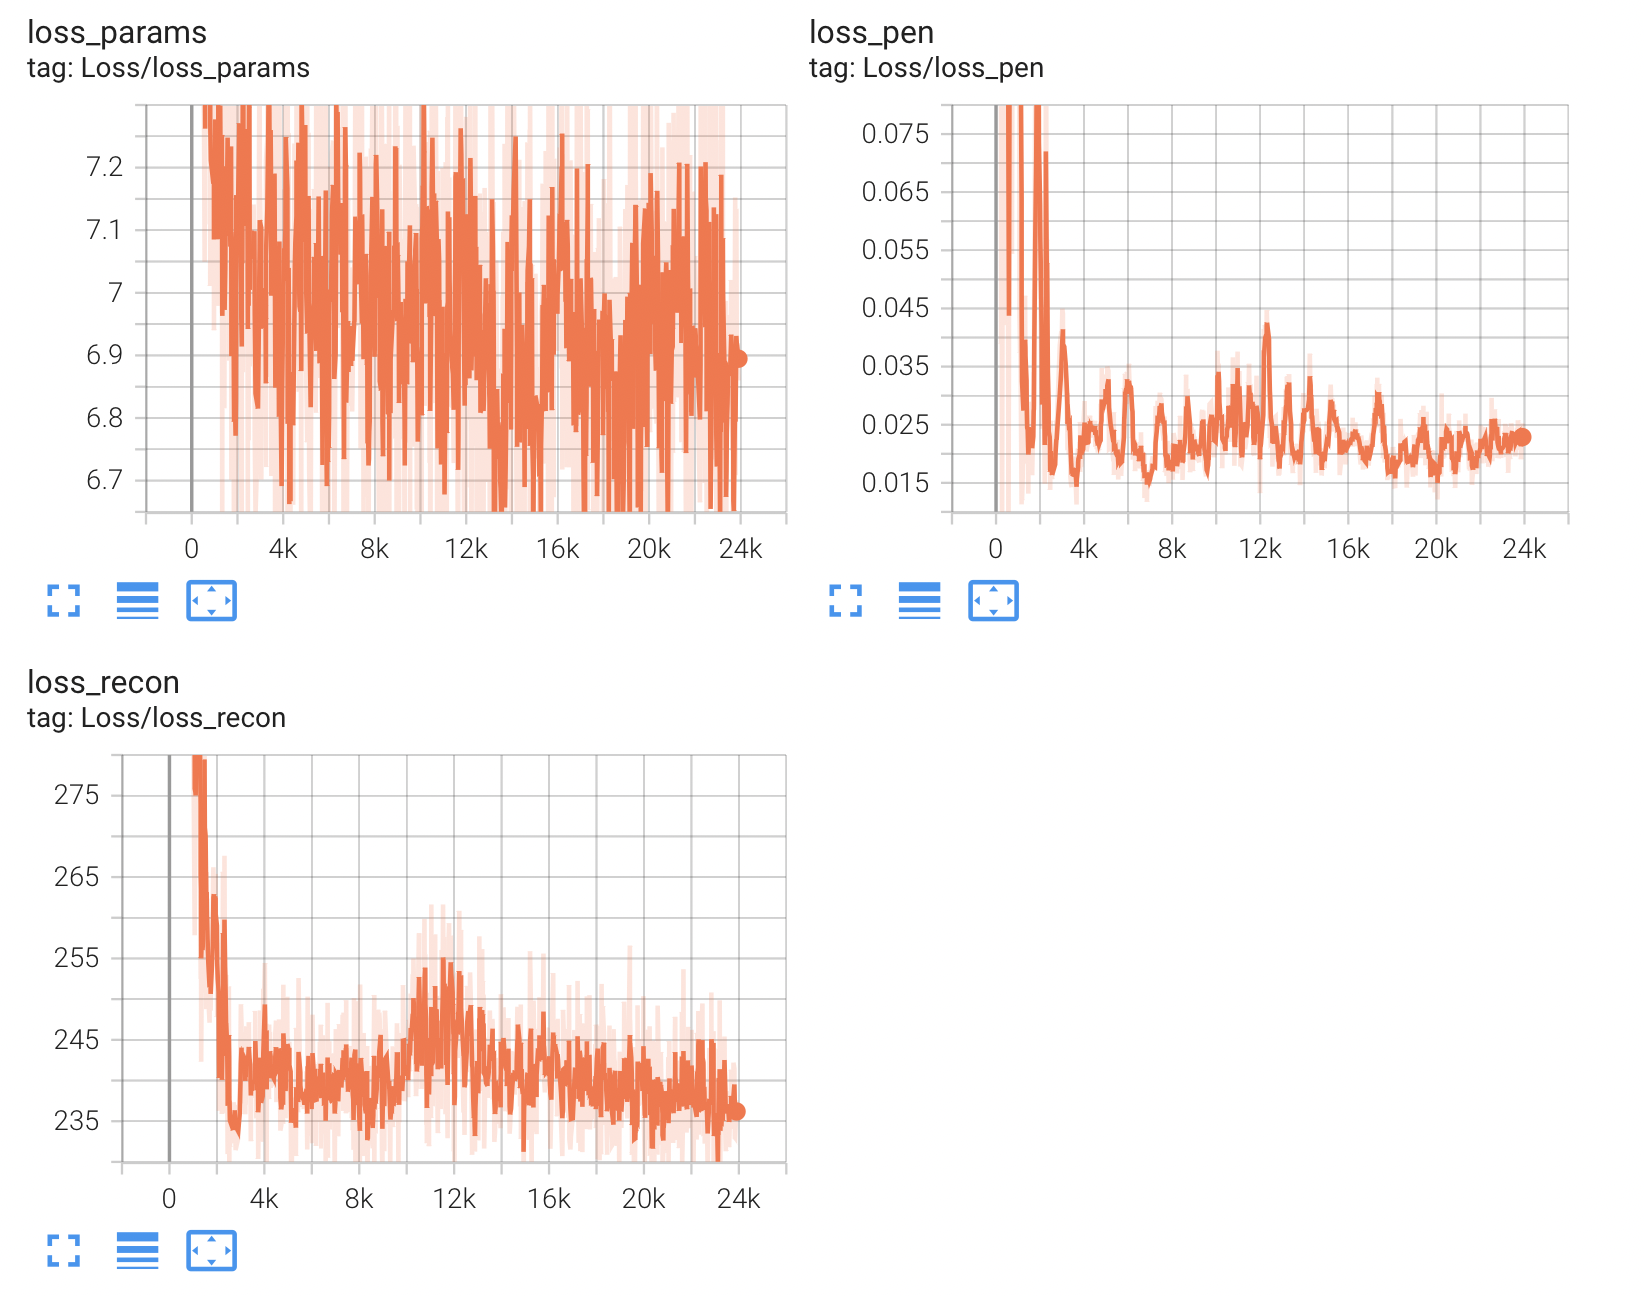 loss_params
tag: Loss/loss_params
7.2
7.1
7
6.9
6.8
6.7
0 4k 8k 12k 16k 20k 24k
loss_pen
tag: Loss/loss_pen
0.075
0.065
0.055
0.045
0.035
0.025
0.015
0 4k 8k 12k 16k 20k 24k
loss_recon
tag: Loss/loss_recon
275
265
255
245
235
0 4k 8k 12k 16k 20k 24k